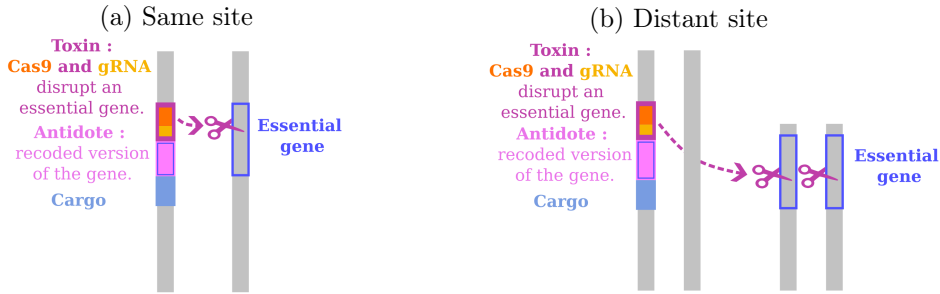 (a) Same site
Toxin :
Cas9 and gRNA
disrupt an
essential gene.
Antidote :
recoded version
of the gene.
Cargo
Essential
gene
(b) Distant site
Toxin :
Cas9 and gRNA
disrupt an
essential gene.
Antidote :
recoded version
of the gene.
Cargo
Essential
gene